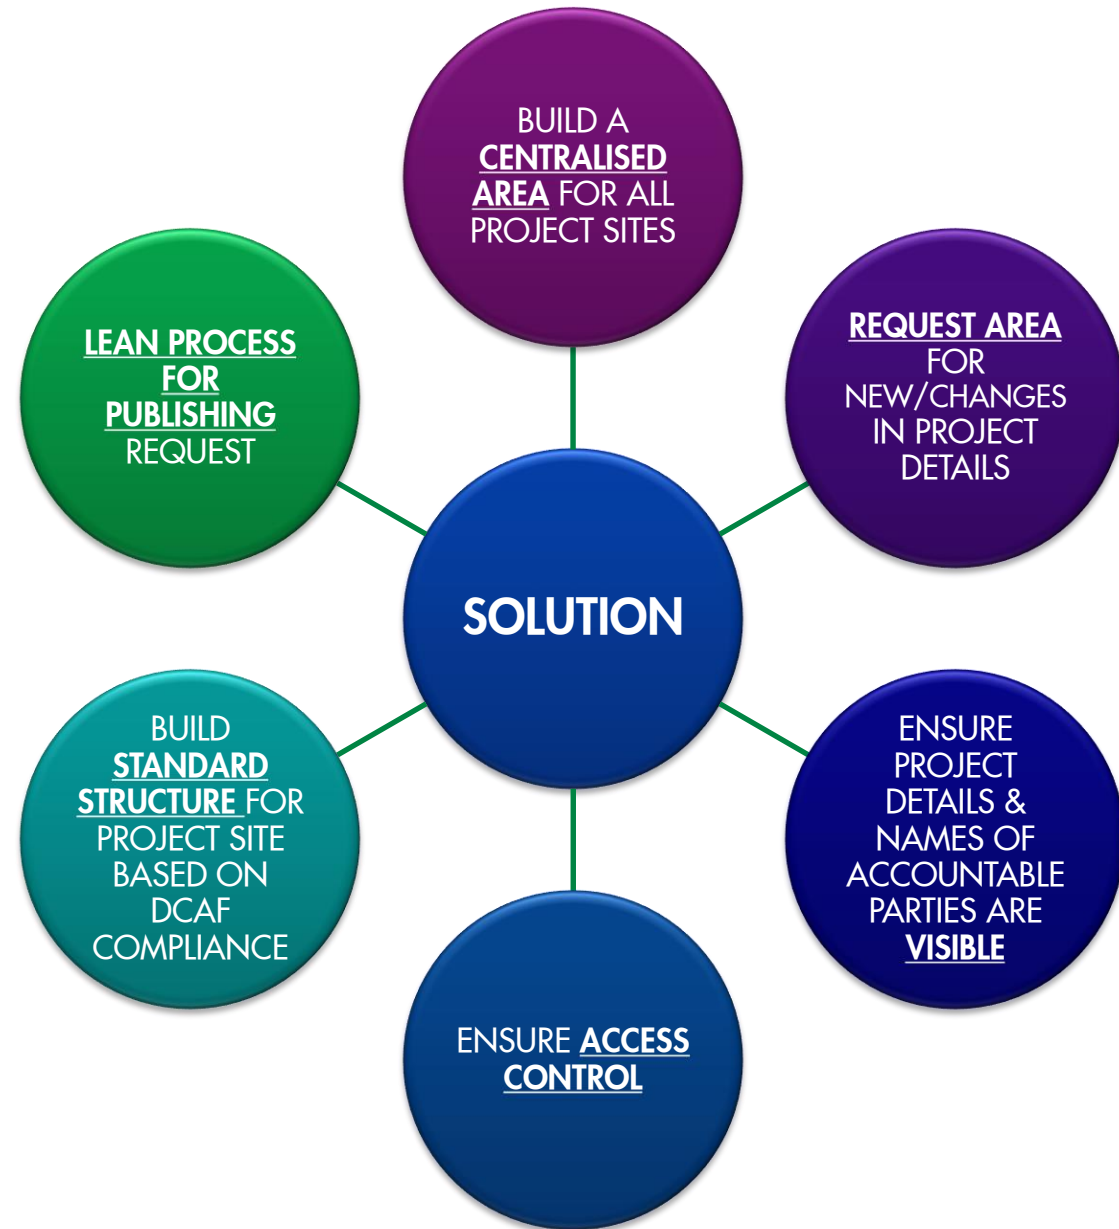 BUILD A
CENTRALISED
AREA FOR ALL
PROJECT SITES
REQUEST AREA
FOR
NEW/CHANGES
IN PROJECT
DETAILS
ENSURE
PROJECT
DETAILS &
NAMES OF
ACCOUNTABLE
PARTIES ARE
VISIBLE
ENSURE ACCESS
CONTROL
BUILD
STANDARD
STRUCTURE FOR
PROJECT SITE
BASED ON
DCAF
COMPLIANCE
LEAN PROCESS
FOR
PUBLISHING
REQUEST
SOLUTION